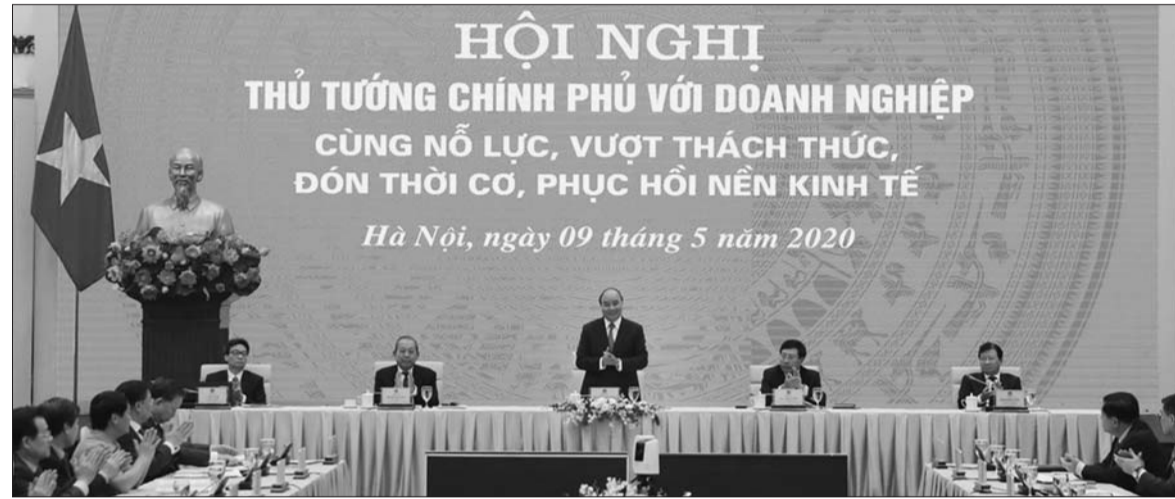 HỘI NGHỊ
THỦ TƯỚNG CHÍNH PHỦ VỚI DOANH NGHIỆP
CÙNG NỖ LỰC, VƯỢT THÁCH THỨC,
ĐÓN THỜI CƠ, PHỤC HỒI NỀN KINH TẾ
Hà Nội, ngày 09 tháng 5 năm 2020